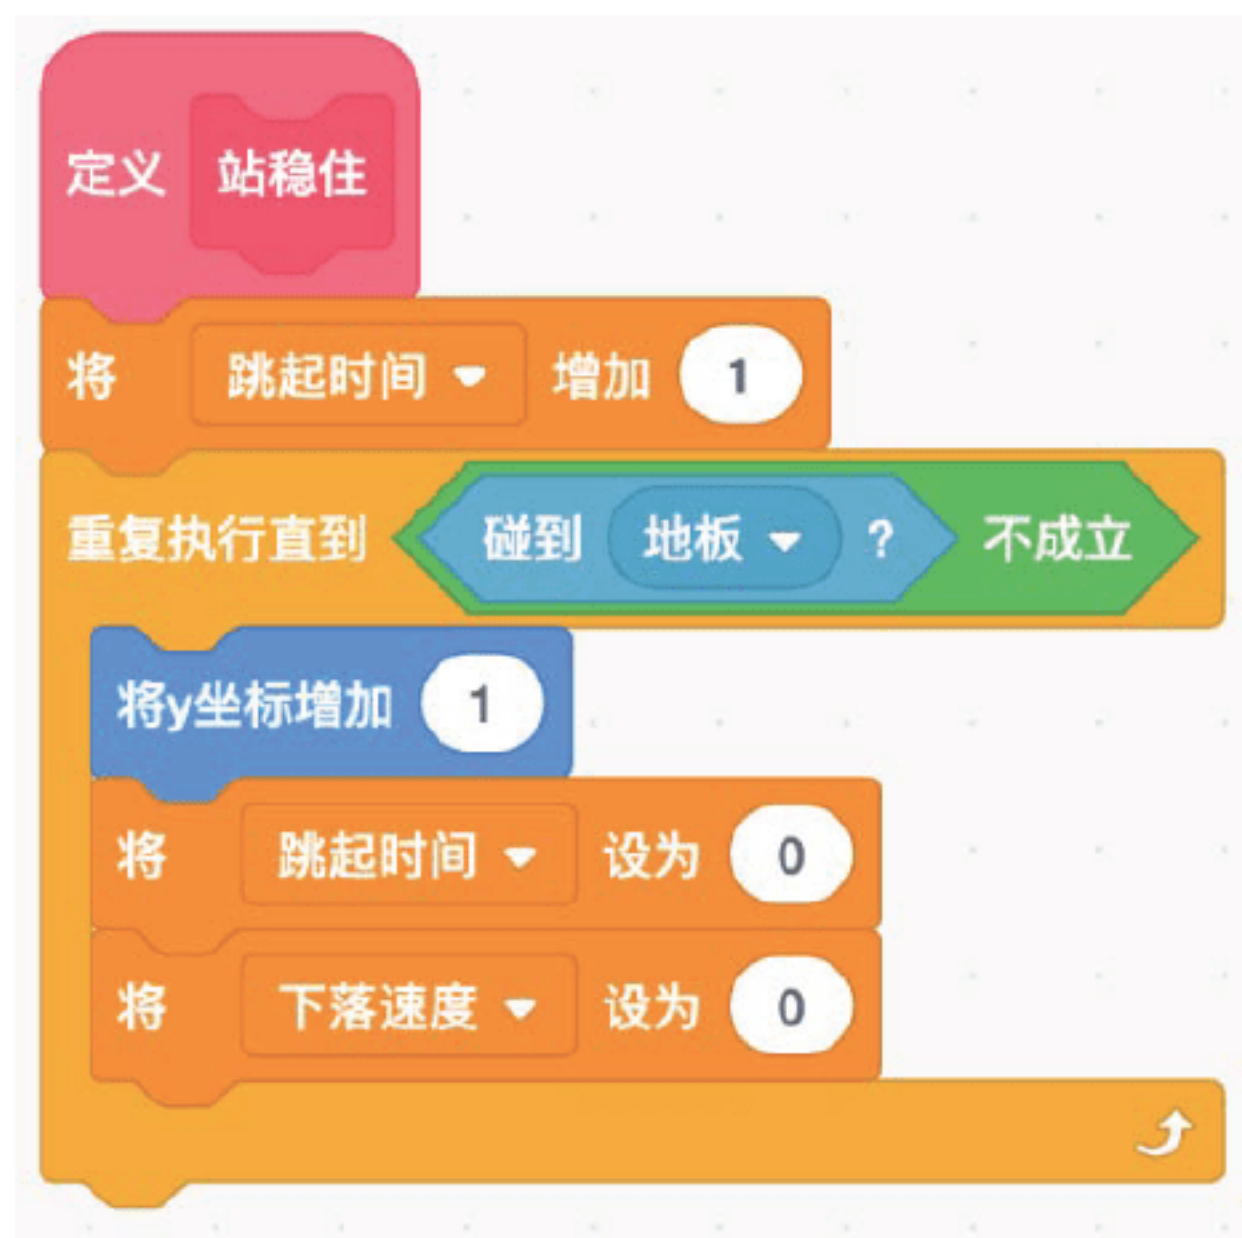 定义 站稳住
将 跳起时间 增加 1
重复执行直到 碰到 地板 ? 不成立
将y坐标增加 1
将 跳起时间 设为 0
将 下落速度 设为 0